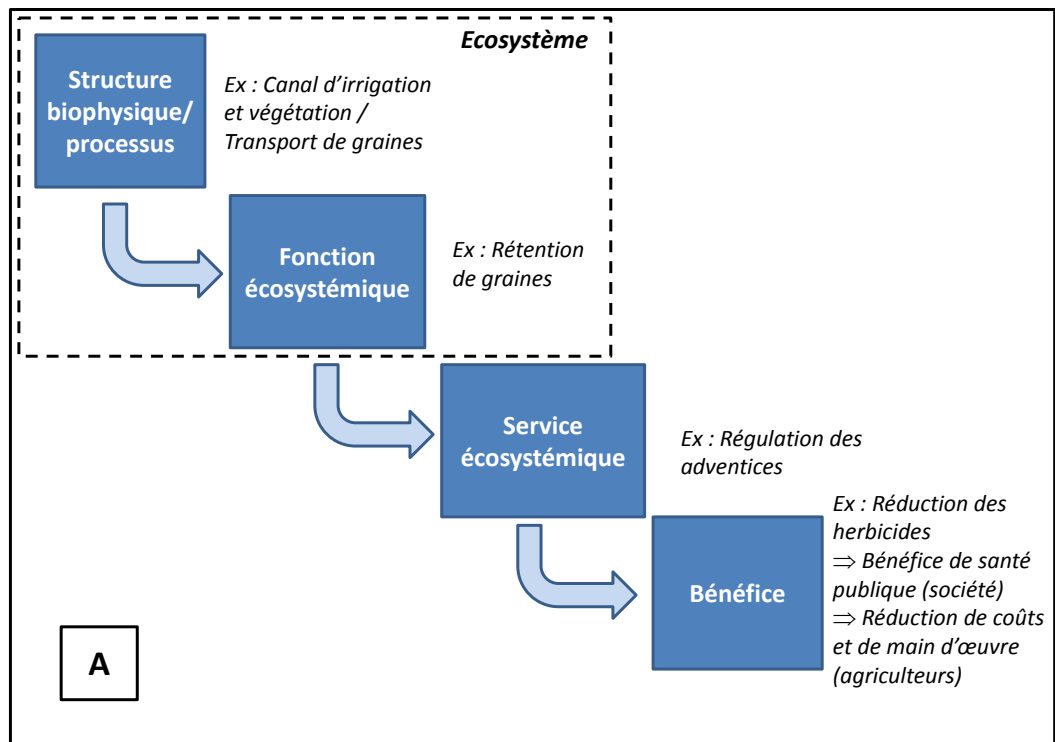 Ecosystème
Structure
biophysique/
processus
Ex : Canal d'irrigation
et végétation /
Transport de graines
Fonction
écosystémique
Ex : Rétention
de graines
Service
écosystémique
Ex : Régulation des
adventices
Bénéfice
Ex : Réduction des
herbicides
⇒ Bénéfice de santé
publique (société)
⇒ Réduction de coûts
et de main d'œuvre
(agriculteurs)
A